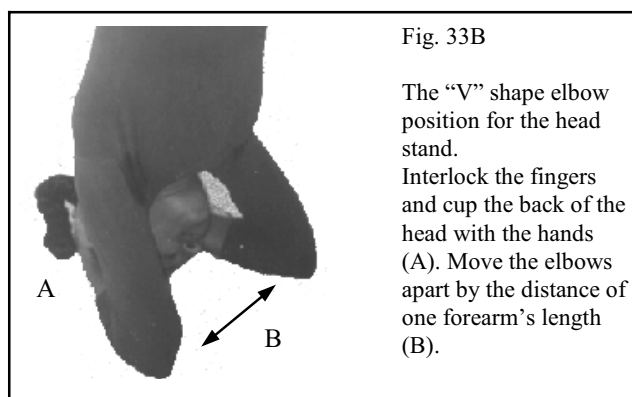 Fig. 33B
The “V” shape elbow
position for the head
stand.
Interlock the fingers
and cup the back of the
head with the hands
(A). Move the elbows
apart by the distance of
one forearm’s length
(B).
A
B